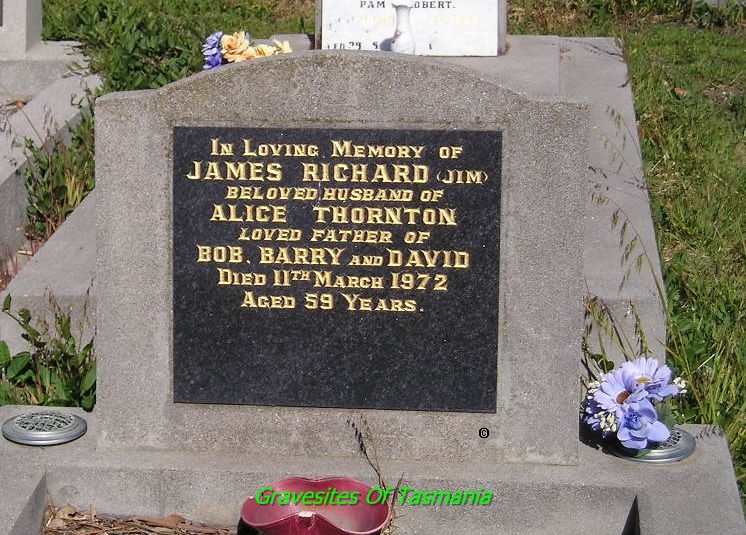 PAM
OBERT.
IN LOVING MEMORY OF
JAMES RICHARD (JIM)
BELOVED HUSBAND OF
ALICE THORNTON
LOVED FATHER OF
BOB, BARRY AND DAVID
DIED 11TH MARCH 1972
AGED 59 YEARS.
©
Gravesites Of Tasmania